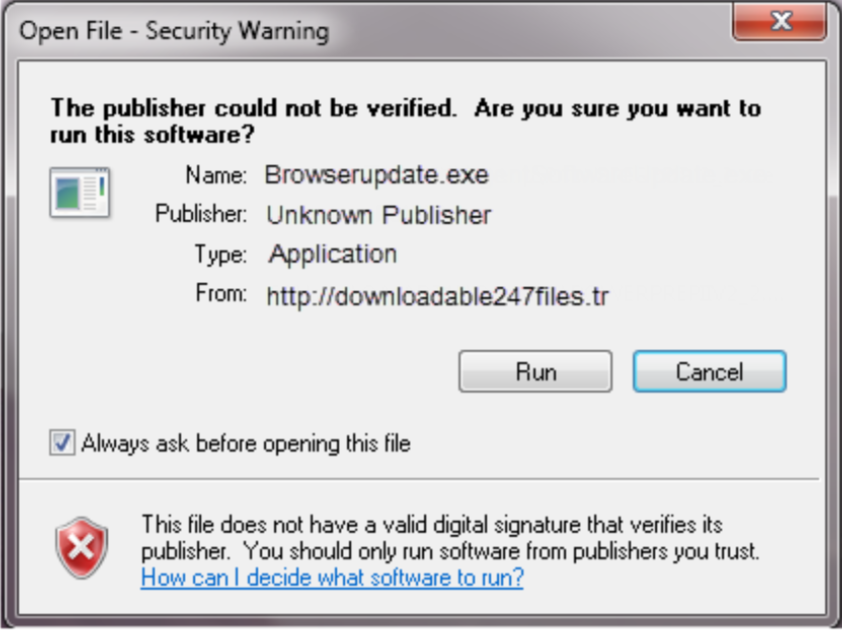 Open File - Security Warning
The publisher could not be verified. Are you sure you want to
run this software?
Name: Browserupdate.exe
Publisher: Unknown Publisher
Type: Application
From: http://downloadable247files.tr
Run Cancel
Always ask before opening this file
This file does not have a valid digital signature that verifies its
publisher. You should only run software from publishers you trust.
How can I decide what software to run?